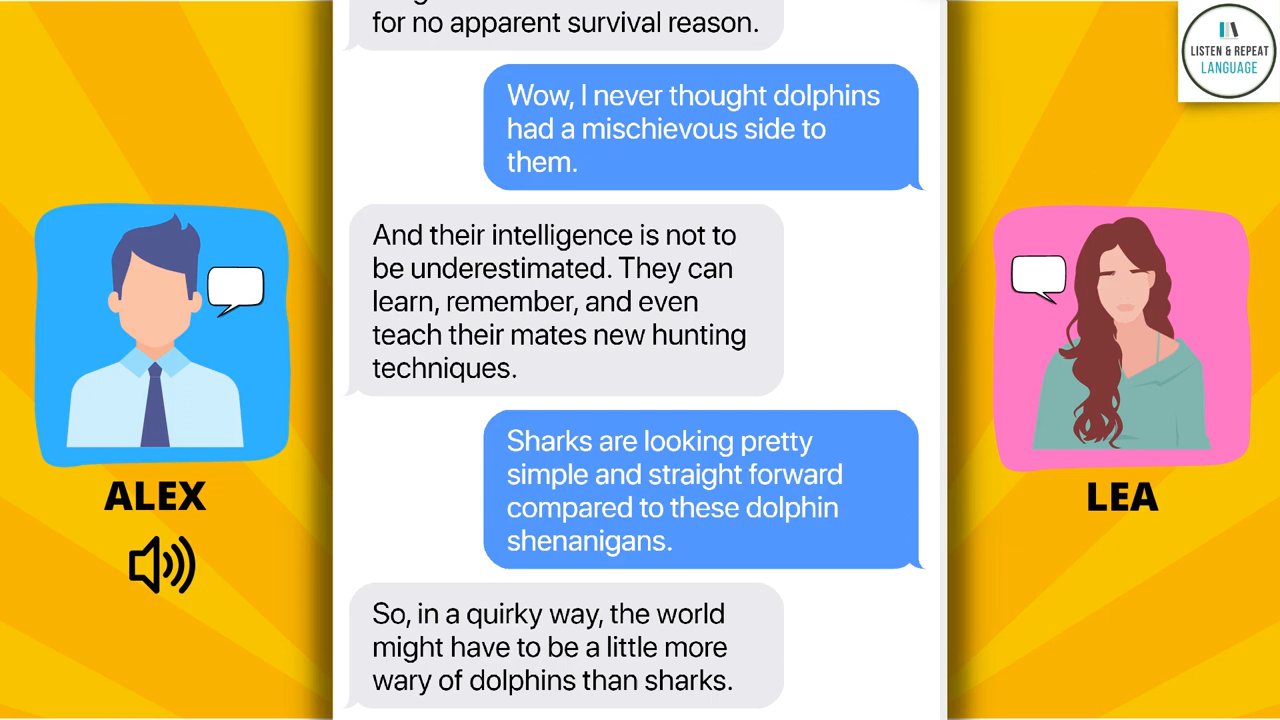 for no apparent survival reason.
Wow, I never thought dolphins
had a mischievous side to
them.
And their intelligence is not to
be underestimated. They can
learn, remember, and even
teach their mates new hunting
techniques.
Sharks are looking pretty
simple and straight forward
compared to these dolphin
shenanigans.
So, in a quirky way, the world
might have to be a little more
wary of dolphins than sharks.
ALEX
LEA
LISTEN & REPEAT
LANGUAGE